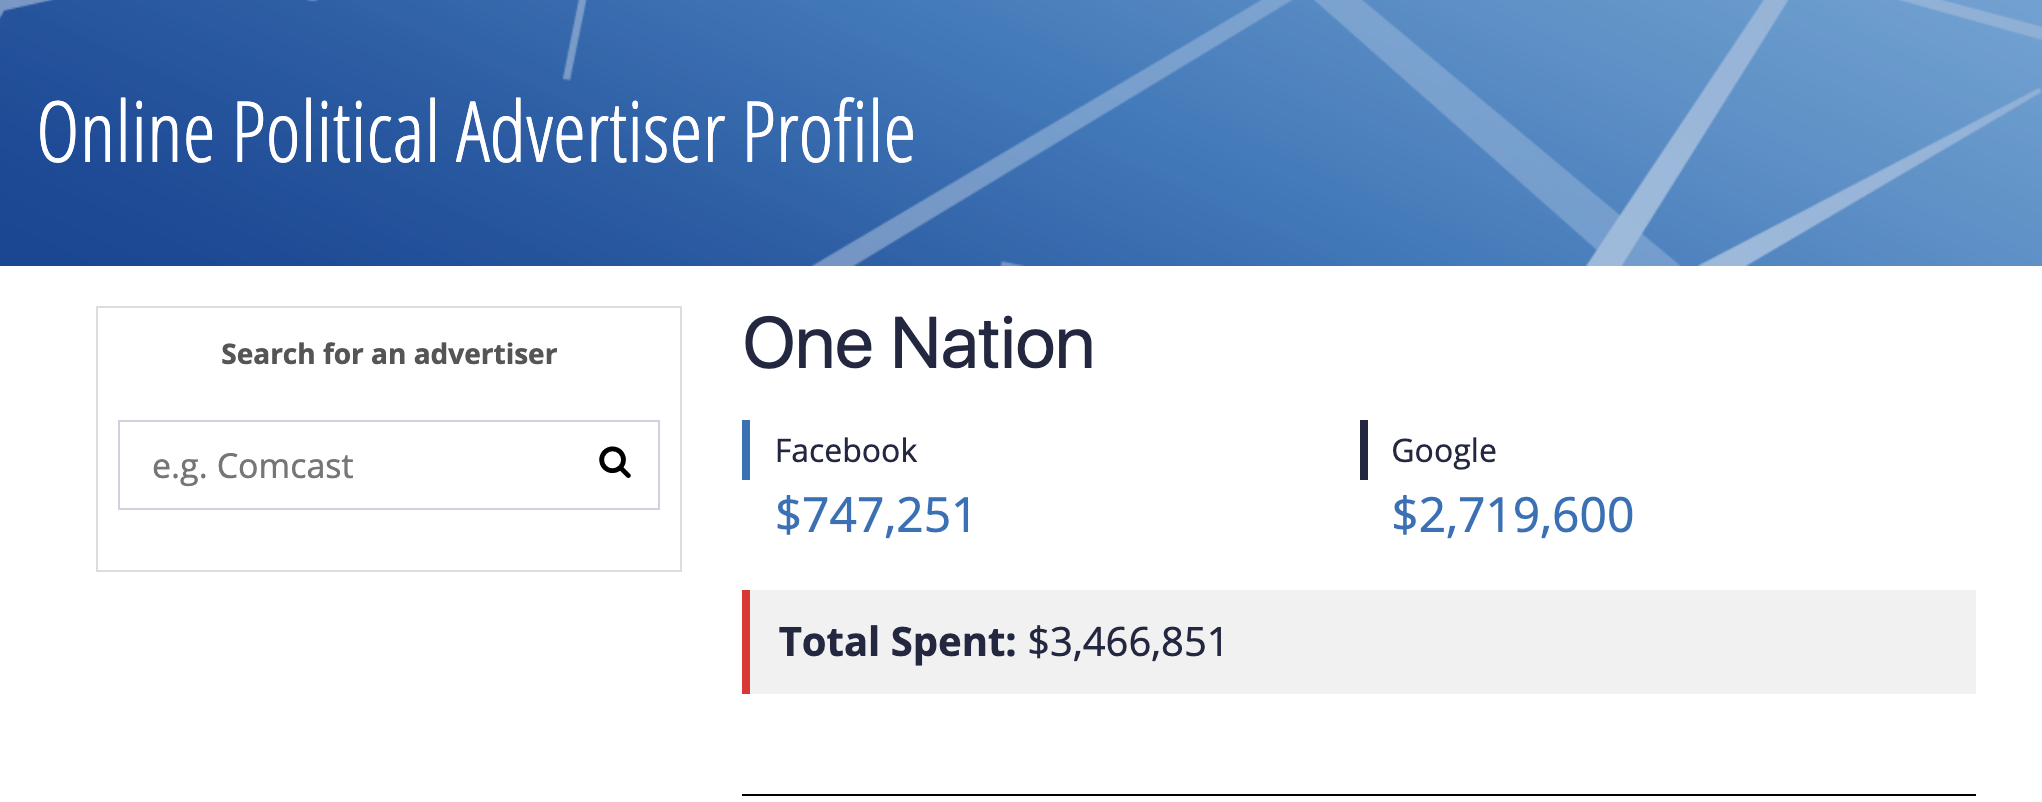 Online Political Advertiser Profile
Search for an advertiser
e.g. Comcast
One Nation
Facebook
$747,251
Google
$2,719,600
Total Spent: $3,466,851